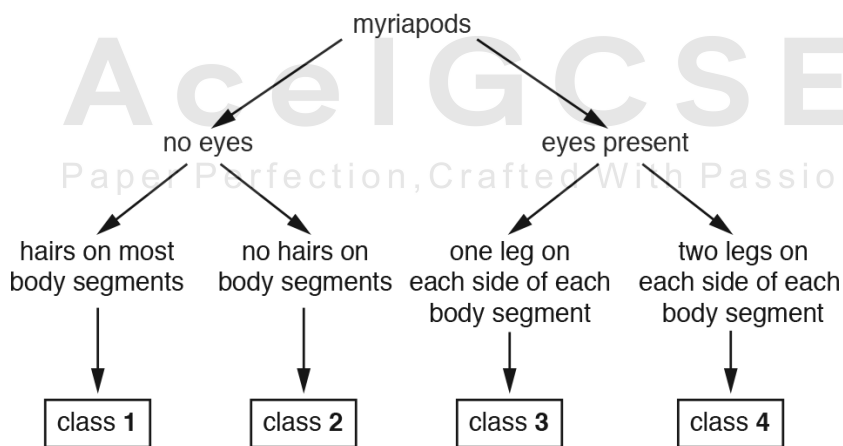 myriapods
AceIGCSE
no eyes
eyes present
Paper Perfection, Crafted With Passio
hairs on most
body segments
no hairs on
body segments
one leg on
each side of each
body segment
two legs on
each side of each
body segment
class 1
class 2
class 3
class 4